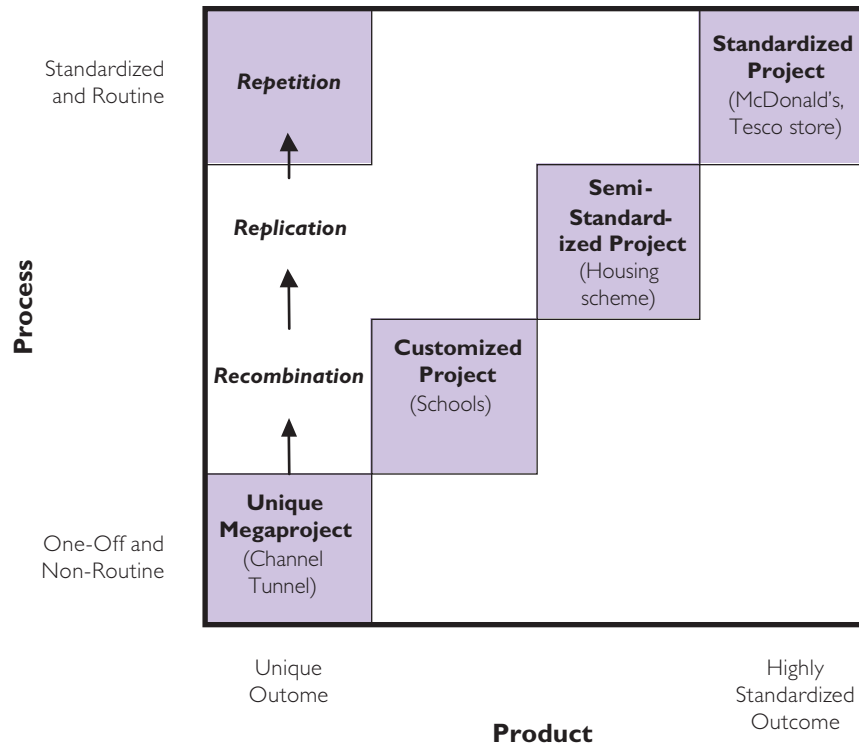 Standardized
and Routine
Repetition
Standardized
Project
(McDonald's,
Tesco store)
Replication
Semi-
Standard-
ized Project
(Housing
scheme)
Process
Recombination
Customized
Project
(Schools)
One-Off and
Non-Routine
Unique
Megaproject
(Channel
Tunnel)
Unique
Outome
Highly
Standardized
Outcome
Product